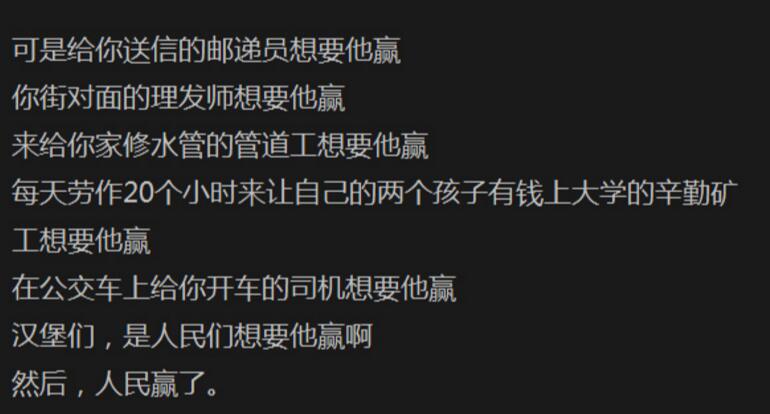 可是给你送信的邮递员想要他赢
你街对面的理发师想要他赢
来给你家修水管的管道工想要他赢
每天劳作20个小时来让自己的两个孩子有钱上大学的辛勤矿
工想要他赢
在公交车上给你开车的司机想要他赢
汉堡们，是人民们想要他赢啊
然后，人民赢了。